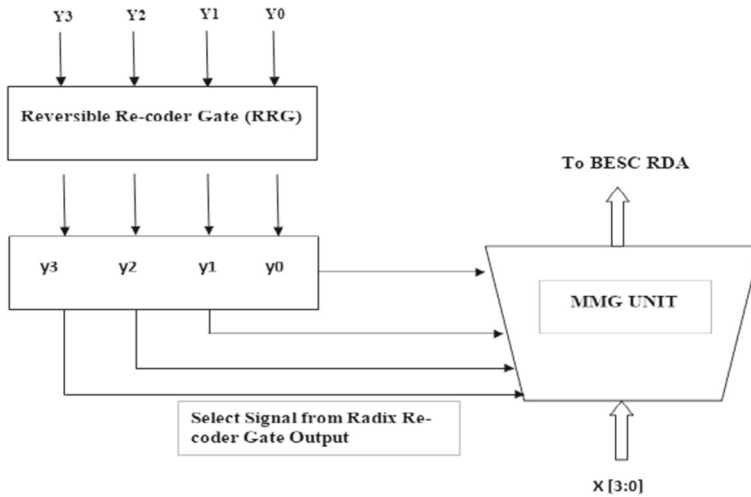 Y3 Y2 Y1 Y0
Reversible Re-coder Gate (RRG)
To BESC RDA
y3 y2 y1 y0
MMG UNIT
Select Signal from Radix Re-
coder Gate Output
X [3:0]